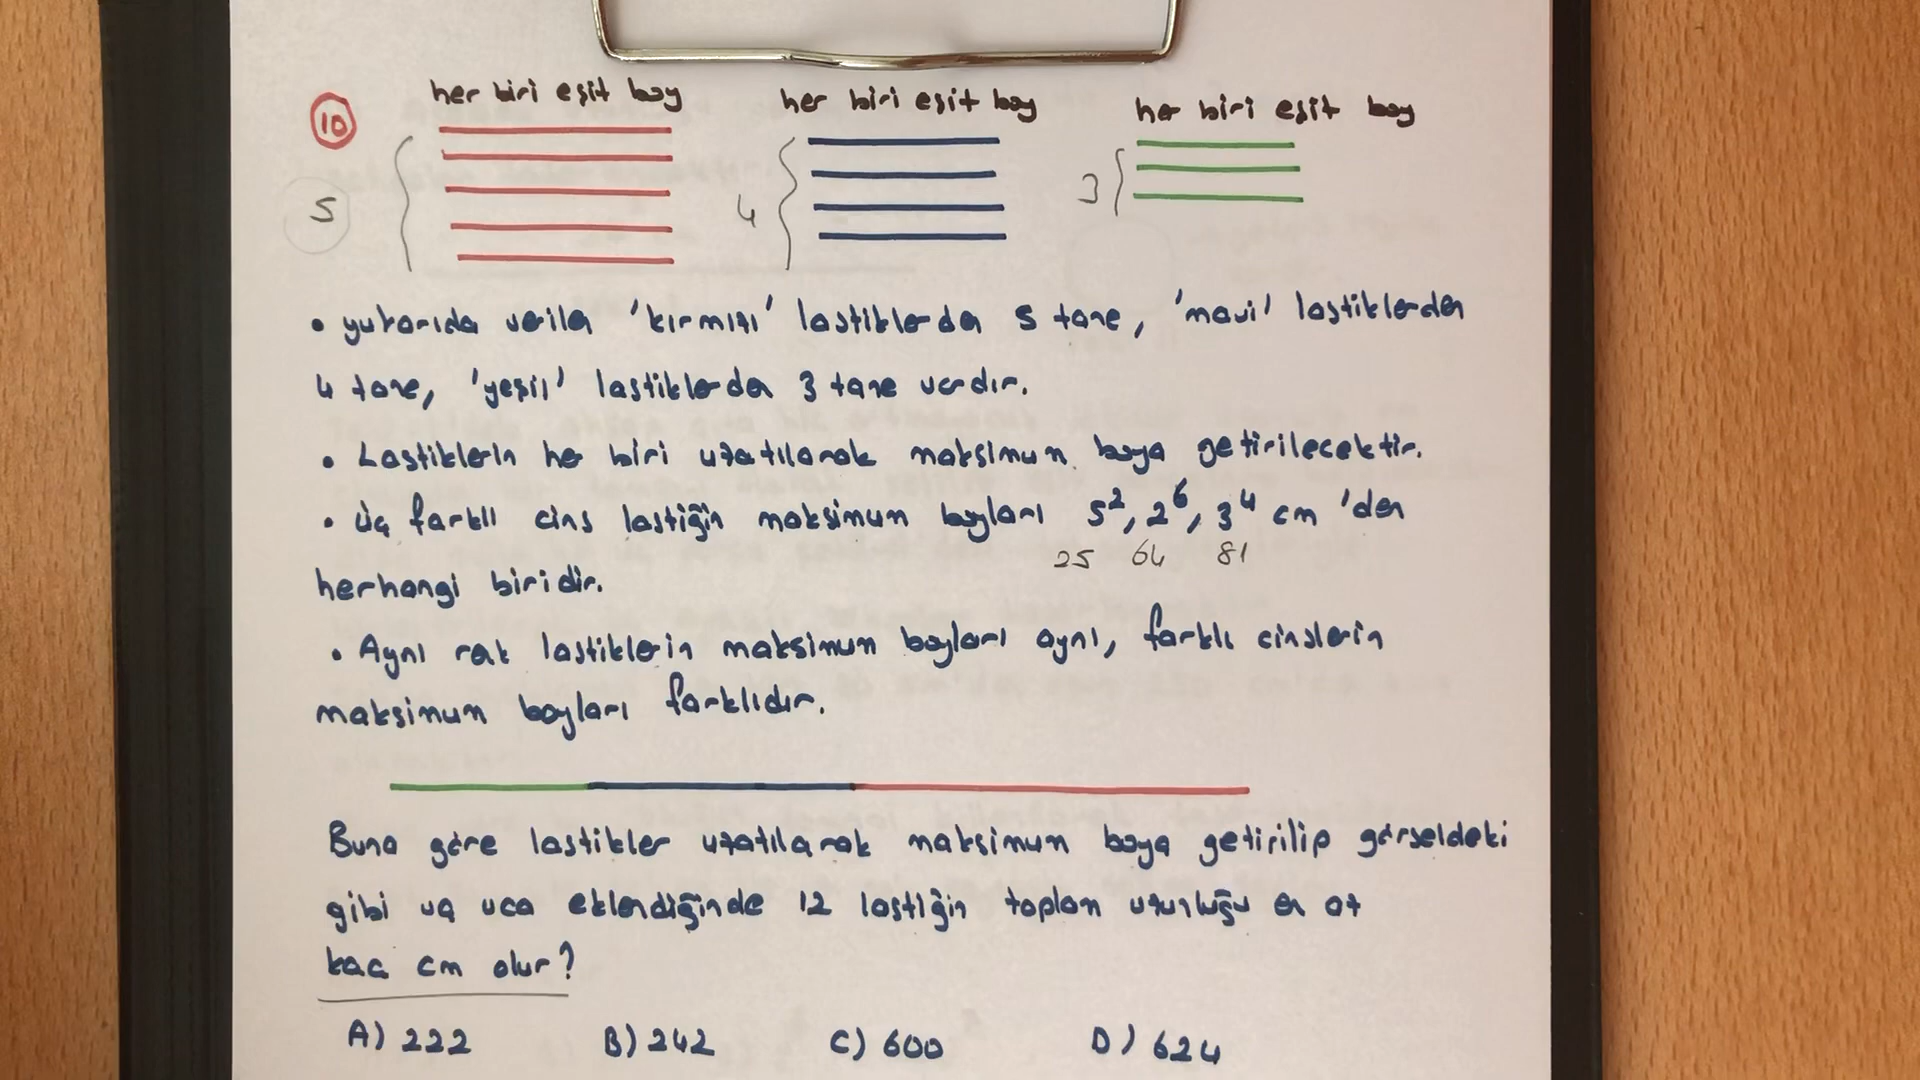 10
her biri eşit boy
her biri eşit boy
her biri eşit boy
5
4
3
• yukarıda verilen 'kırmızı' lastiklerden 5 tane, 'mavi' lastiklerden
4 tane, 'yeşil' lastiklerden 3 tane vardır.
• Lastiklerin her biri uzatılarak maksimum boya getirilecektir.
• üç farklı cins lastiğin maksimum boyları 5², 2⁶, 3⁴ cm 'den
25 64 81
herhangi biridir.
• Aynı renk lastiklerin maksimum boyları aynı, farklı cinslerin
maksimum boyları farklıdır.
Buna göre lastikler uzatılarak maksimum boya getirilip görseldeki
gibi uç uca eklendiğinde 12 lastiğin toplam uzunluğu en az
kaç cm olur?
A) 222 B) 242 C) 600 D) 624